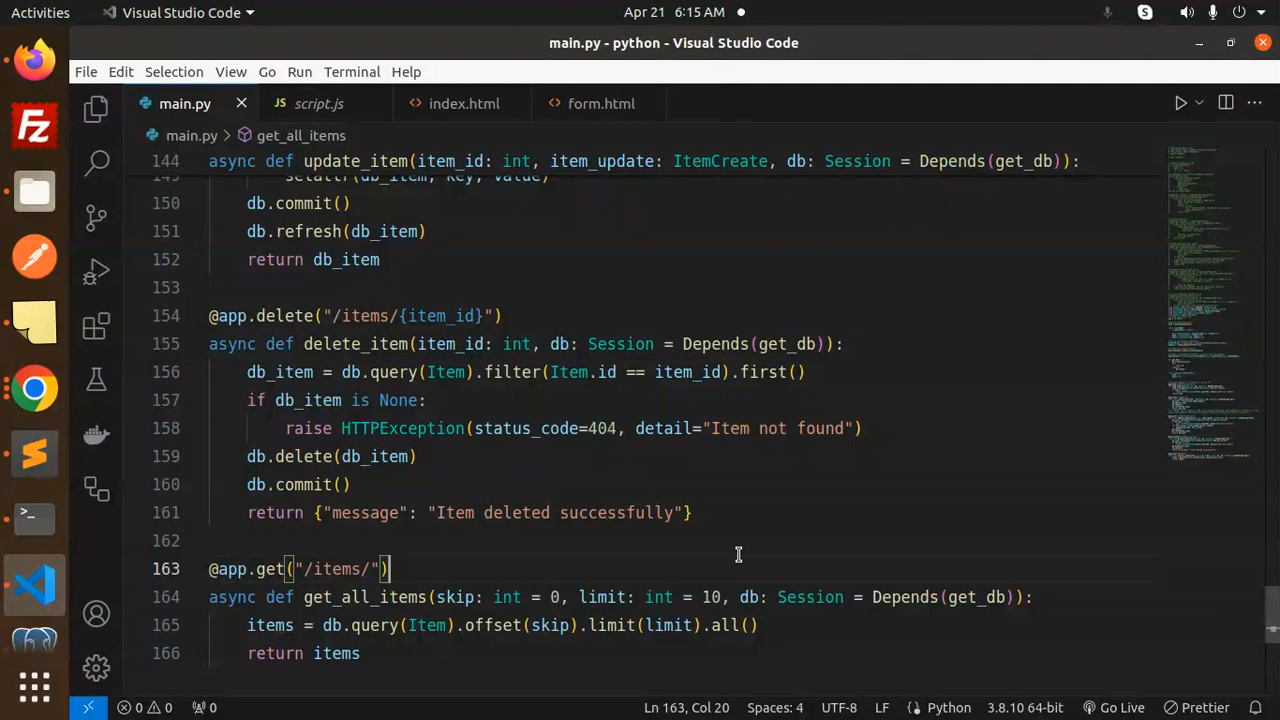 Activities
Visual Studio Code
Apr 21 6:15 AM
main.py - python - Visual Studio Code
File Edit Selection View Go Run Terminal Help
main.py
JS script.js
<> index.html
<> form.html
main.py > get_all_items
144 async def update_item(item_id: int, item_update: ItemCreate, db: Session = Depends(get_db)):
149 setattr(db_item, key, value)
150 db.commit()
151 db.refresh(db_item)
152 return db_item
153
154 @app.delete("/items/{item_id}")
155 async def delete_item(item_id: int, db: Session = Depends(get_db)):
156 db_item = db.query(Item).filter(Item.id == item_id).first()
157 if db_item is None:
158 raise HTTPException(status_code=404, detail="Item not found")
159 db.delete(db_item)
160 db.commit()
161 return {"message": "Item deleted successfully"}
162
163 @app.get("/items/")
164 async def get_all_items(skip: int = 0, limit: int = 10, db: Session = Depends(get_db)):
165 items = db.query(Item).offset(skip).limit(limit).all()
166 return items
0 0 0 Ln 163, Col 20 Spaces: 4 UTF-8 LF Python 3.8.10 64-bit Go Live Prettier